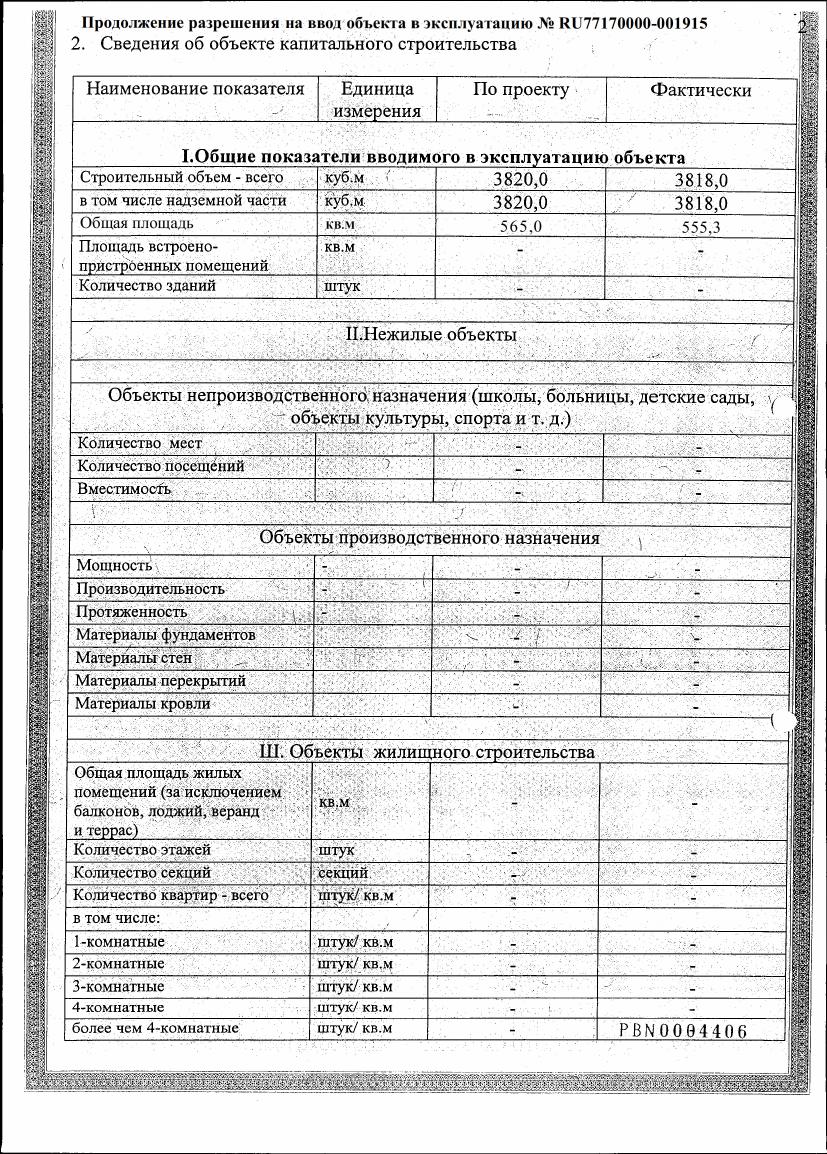 Продолжение разрешения на ввод объекта в эксплуатацию № RU77170000-001915
2
2. Сведения об объекте капитального строительства
Наименование показателя Единица измерения По проекту Фактически
I.Общие показатели вводимого в эксплуатацию объекта
Строительный объем - всего куб.м 3820,0 3818,0
в том числе надземной части куб.м 3820,0 3818,0
Общая площадь кв.м 565,0 555,3
Площадь встроено- кв.м - -
пристроенных помещений
Количество зданий штук - -
II.Нежилые объекты
Объекты непроизводственного назначения (школы, больницы, детские сады,
объекты культуры, спорта и т. д.)
Количество мест - -
Количество посещений - -
Вместимость - -
Объекты производственного назначения
Мощность - - -
Производительность - - -
Протяженность - - -
Материалы фундаментов - -
Материалы стен - -
Материалы перекрытий - -
Материалы кровли - -
III. Объекты жилищного строительства
Общая площадь жилых
помещений (за исключением
балконов, лоджий, веранд
и террас) кв.м - -
Количество этажей штук - -
Количество секций секций - -
Количество квартир - всего штук/ кв.м - -
в том числе:
1-комнатные штук/ кв.м - -
2-комнатные штук/ кв.м - -
3-комнатные штук/ кв.м - -
4-комнатные штук/ кв.м - -
более чем 4-комнатные штук/ кв.м - PBN0004406